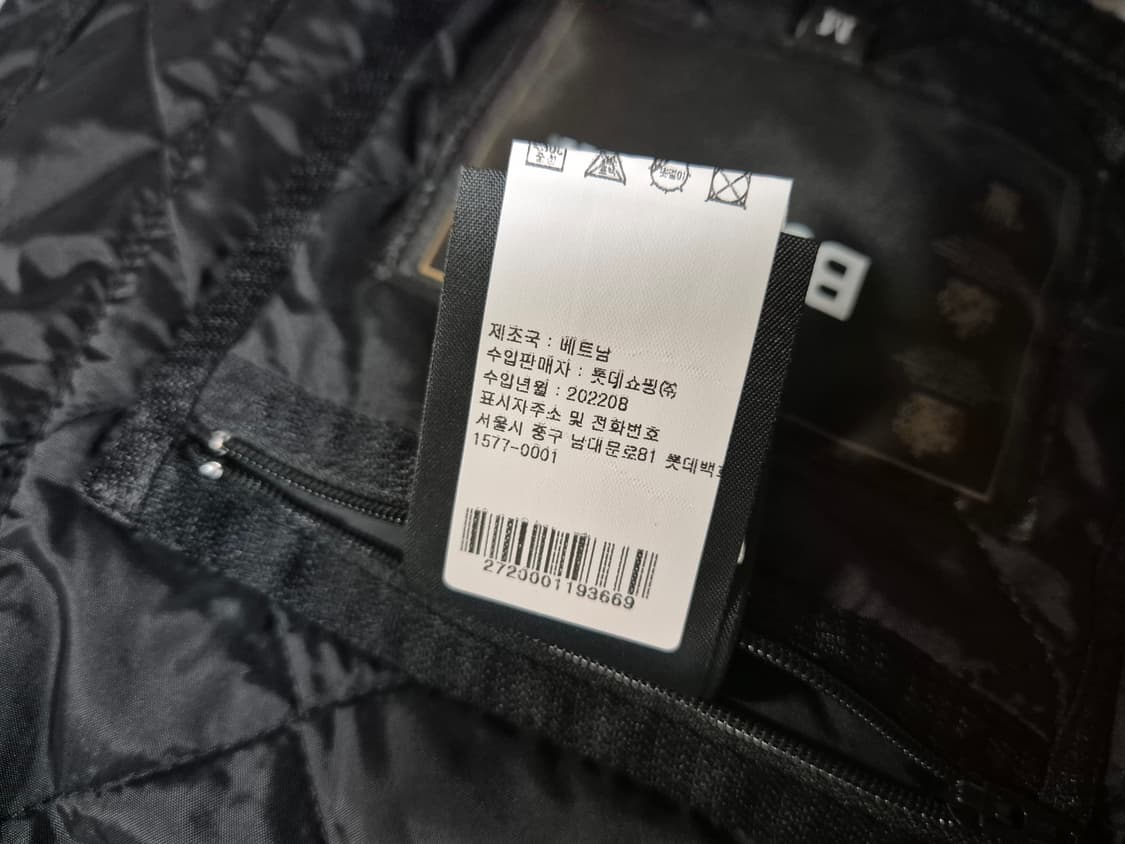 M
B
제조국 : 베트남
수입판매자 : 롯데쇼핑㈜
수입년월 : 202208
표시자주소 및 전화번호
서울시 중구 남대문로81 롯데백
1577-0001
2720001193669